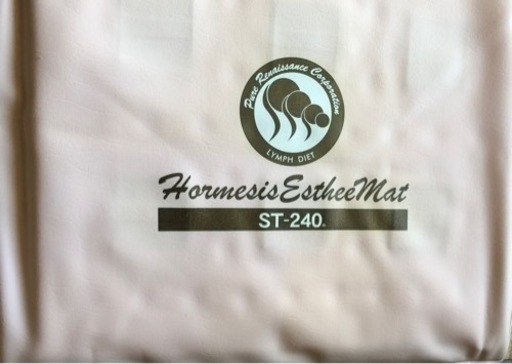 Pure Renaissance Corporation
LYMPH DIET
HormesisEstheeMat
ST-240